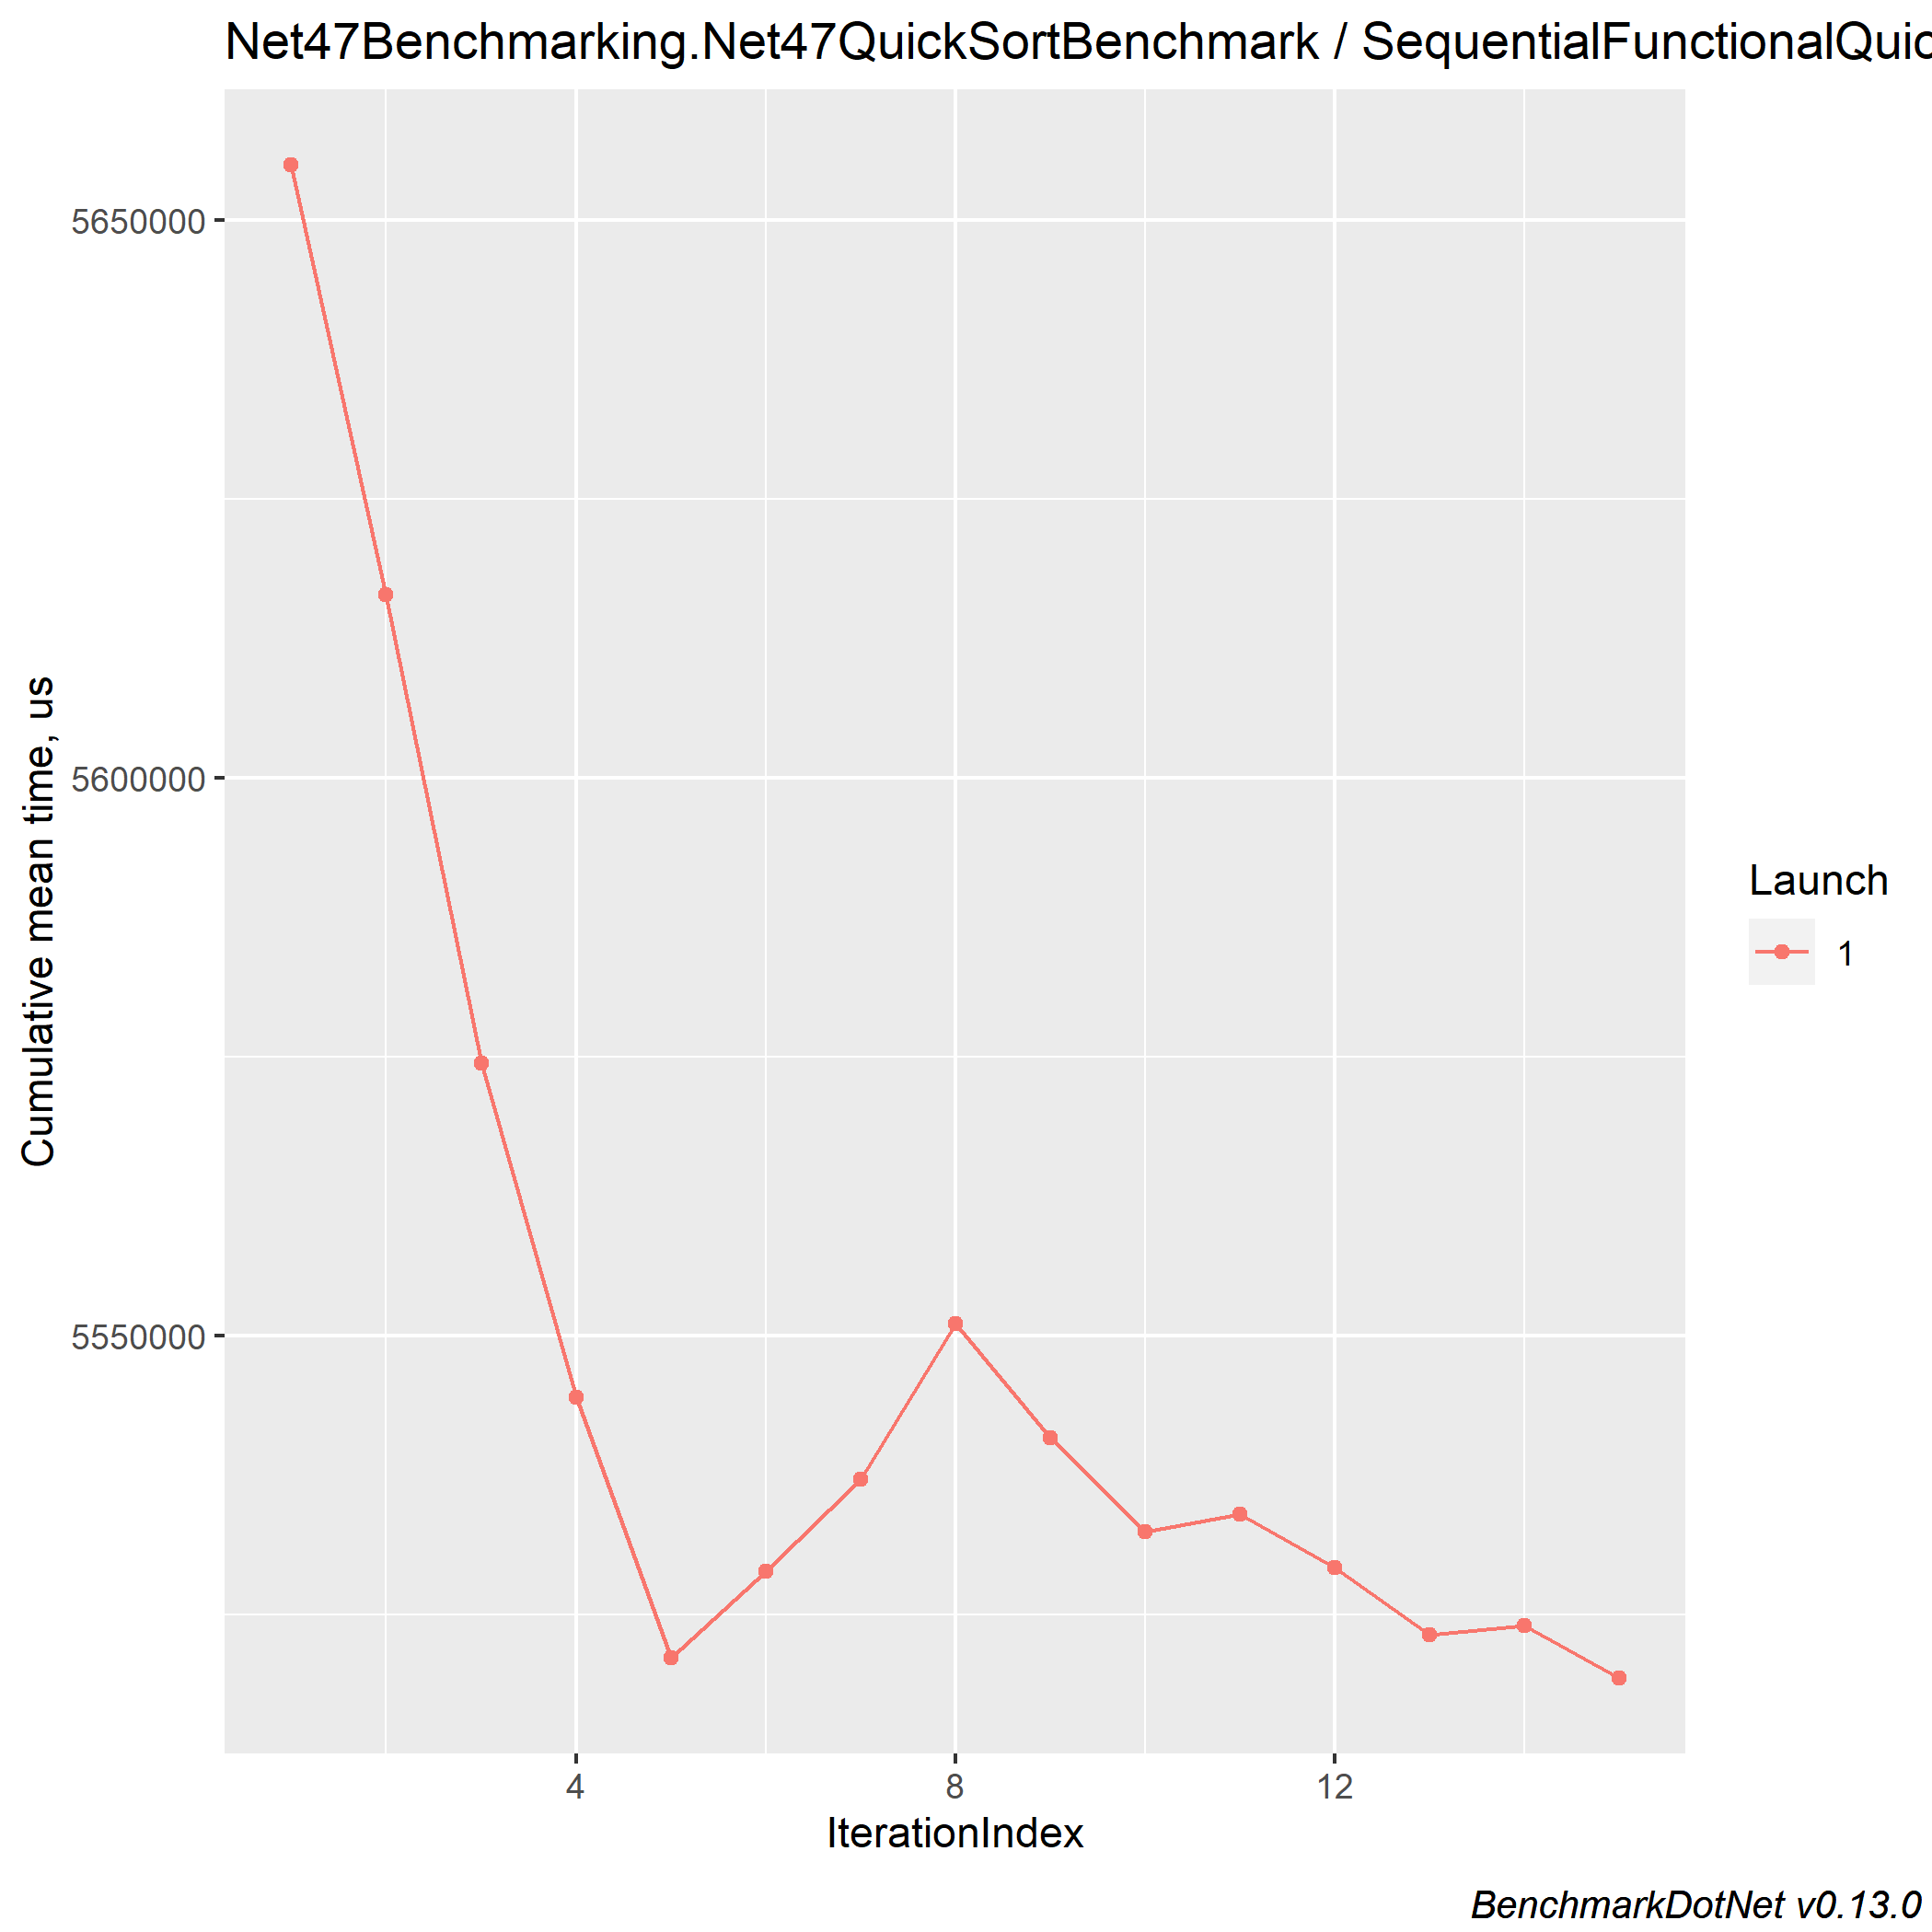 Net47Benchmarking.Net47QuickSortBenchmark / SequentialFunctionalQuic
5650000
5600000
5550000
Cumulative mean time, us
4 8 12
IterationIndex
Launch
1
BenchmarkDotNet v0.13.0